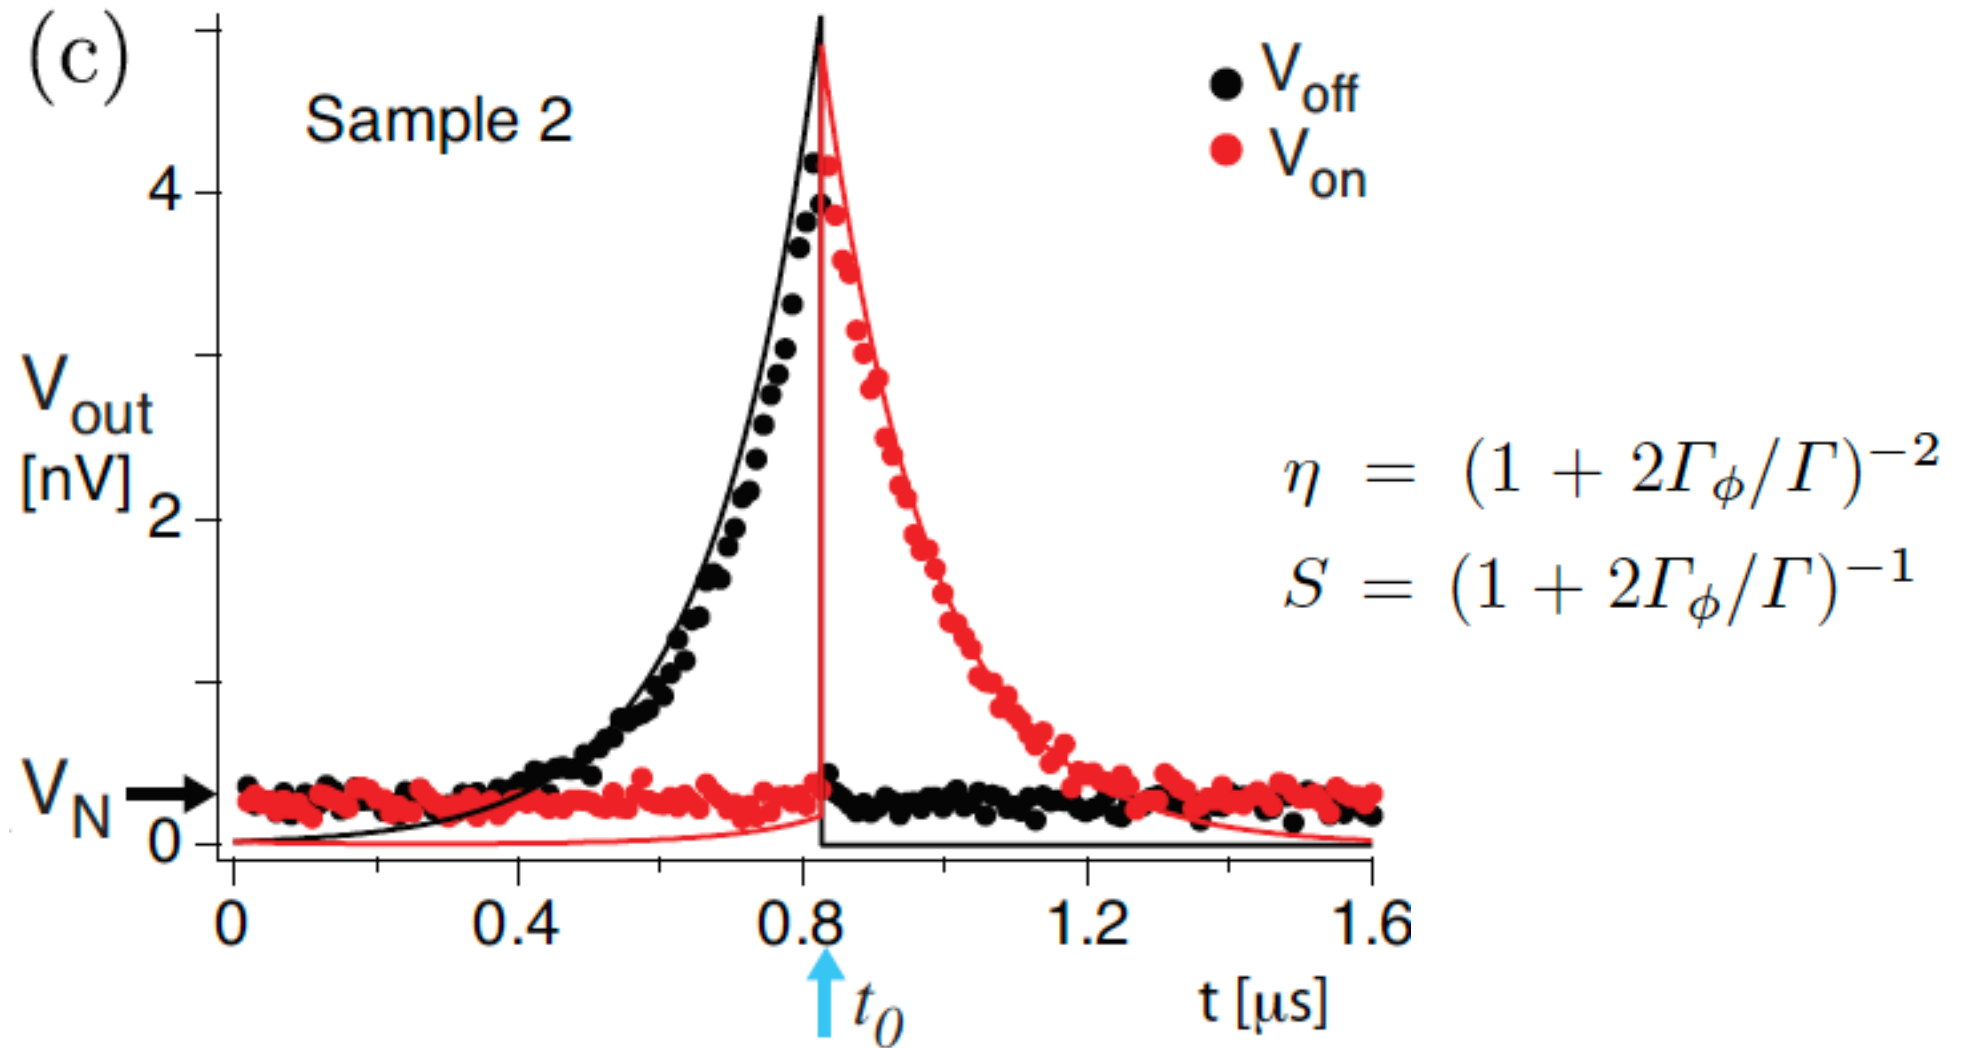 (c)
Sample 2
V_off
V_on
4
V_out
[nV]
2
η = (1 + 2Γ_ϕ/Γ)^{−2}
S = (1 + 2Γ_ϕ/Γ)^{−1}
V_N
0
0 0.4 0.8 1.2 1.6
t_0
t [μs]